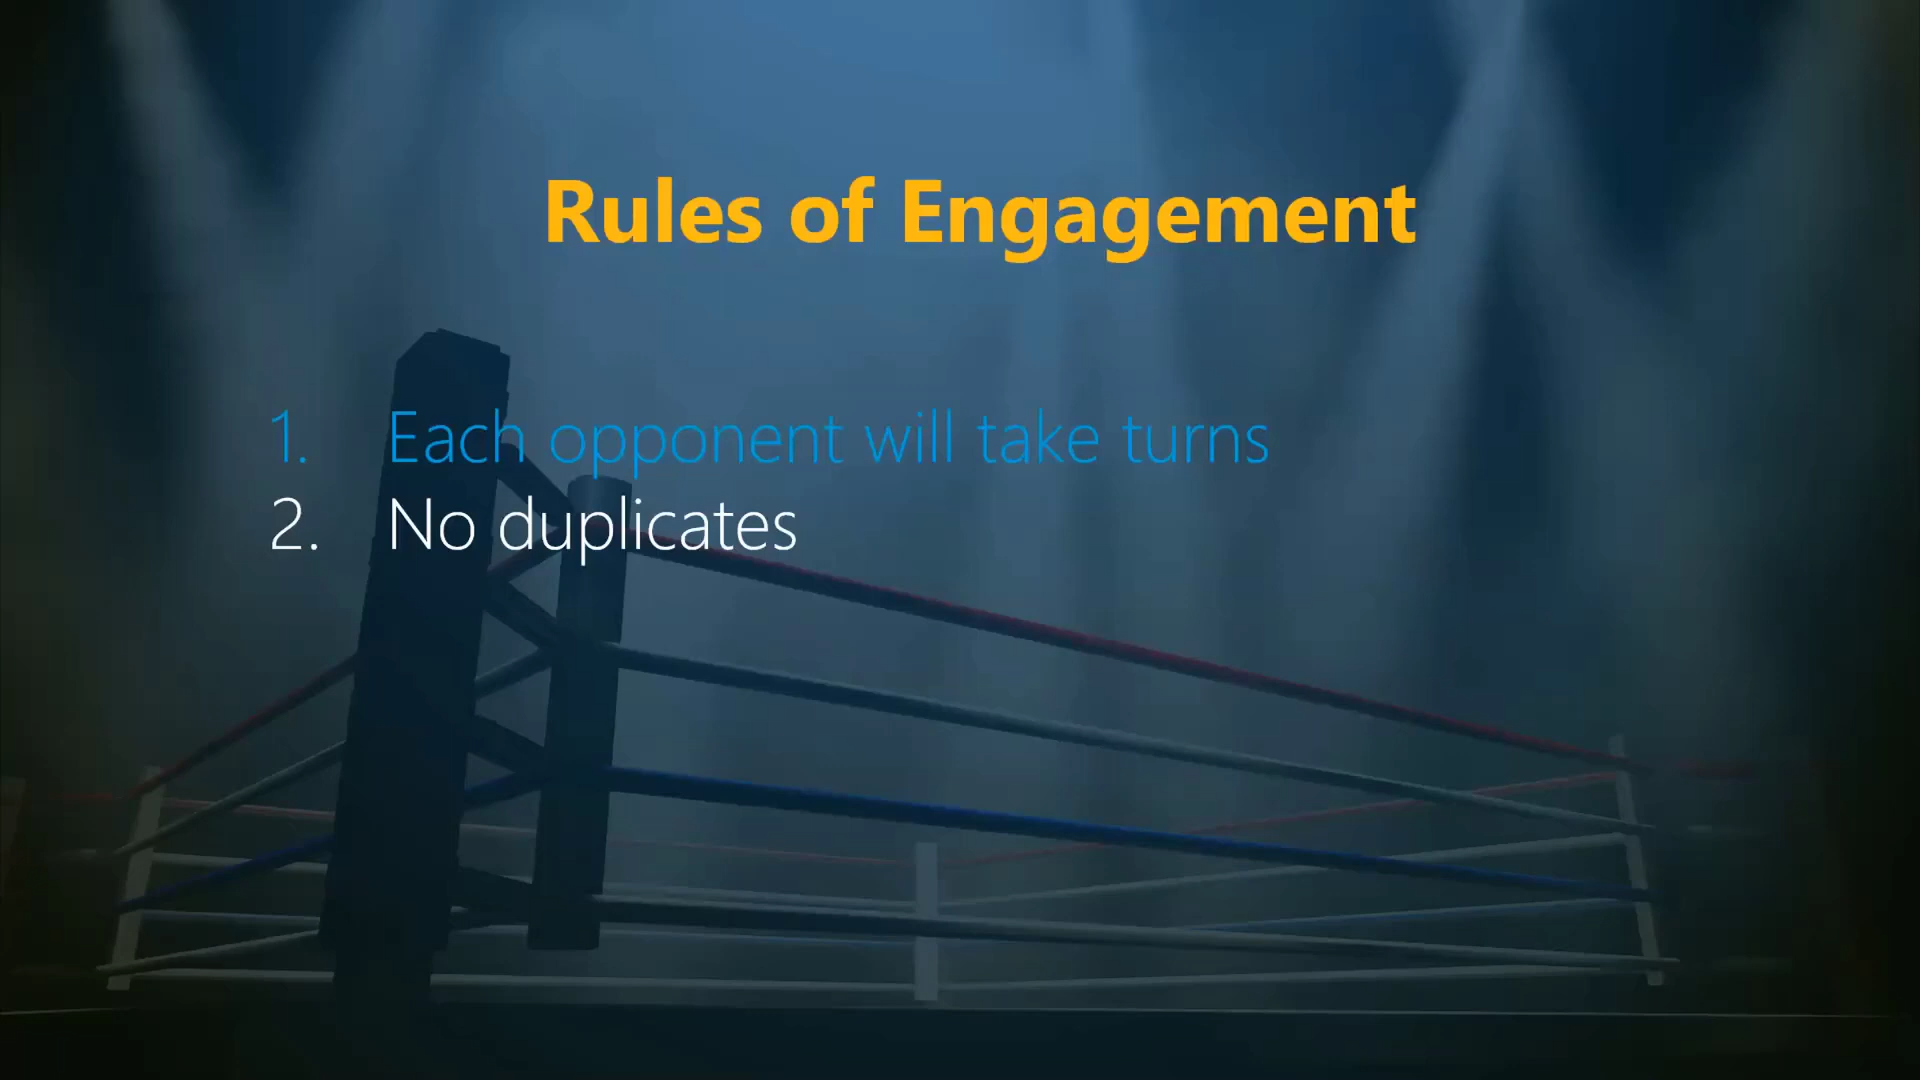 Rules of Engagement
1. Each opponent will take turns
2. No duplicates